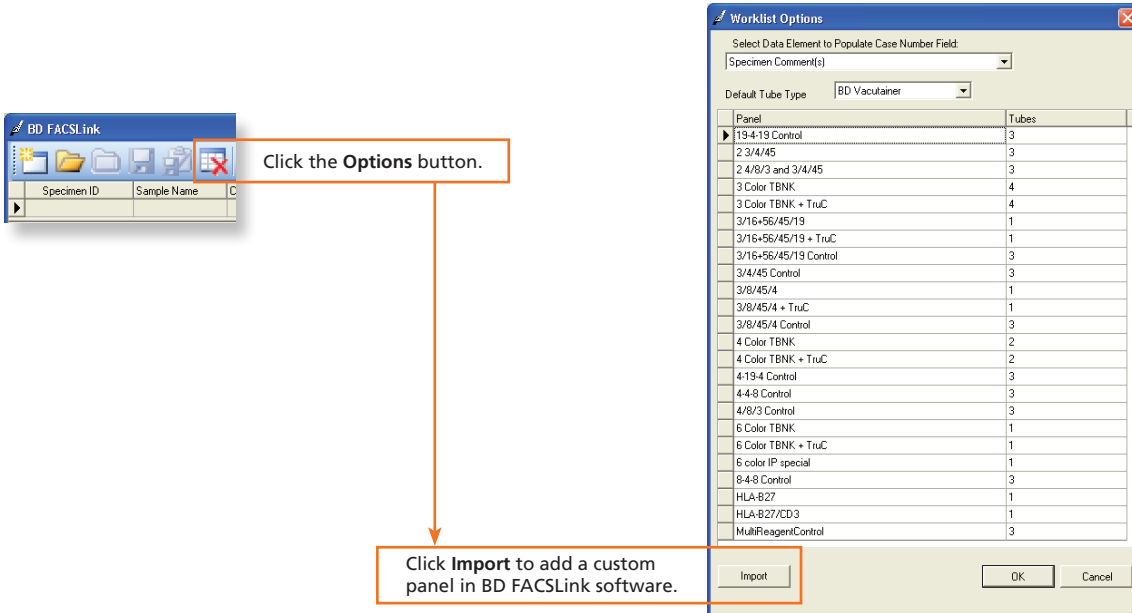 BD FACSLink
Specimen ID Sample Name C
Click the Options button.
Click Import to add a custom
panel in BD FACSLink software.
Worklist Options
Select Data Element to Populate Case Number Field:
Specimen Comment(s)
Default Tube Type BD Vacutainer
Panel Tubes
19-4-19 Control 3
2 3/4/45 3
2 4/8/3 and 3/4/45 3
3 Color TBNK 4
3 Color TBNK + TruC 4
3/16+56/45/19 1
3/16+56/45/19 + TruC 1
3/16+56/45/19 Control 3
3/4/45 Control 3
3/8/45/4 1
3/8/45/4 + TruC 1
3/8/45/4 Control 3
4 Color TBNK 2
4 Color TBNK + TruC 2
4-19-4 Control 3
4-4-8 Control 3
4/8/3 Control 3
6 Color TBNK 1
6 Color TBNK + TruC 1
6 color IP special 1
8-4-8 Control 3
HLA-B27 1
HLA-B27/CD3 1
MultiReagentControl 3
Import OK Cancel